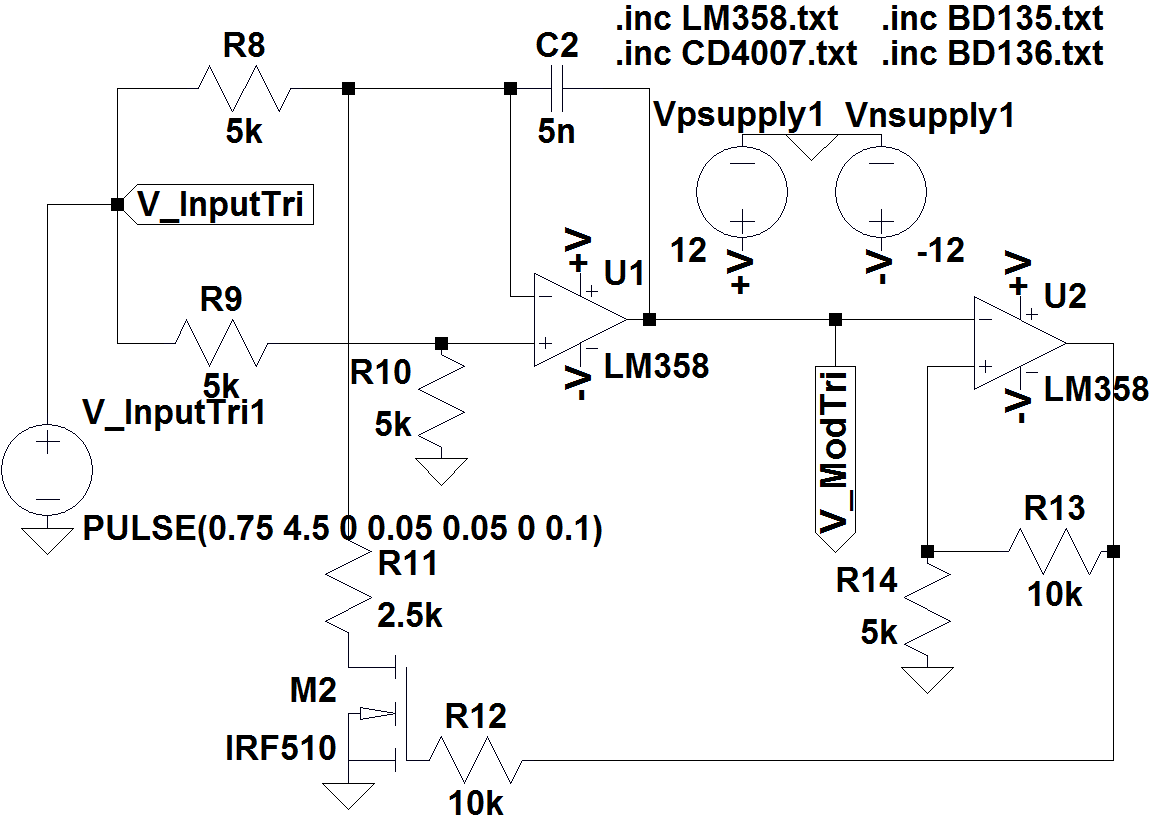 .inc LM358.txt .inc BD135.txt
.inc CD4007.txt .inc BD136.txt
R8
5k
C2
5n
Vpsupply1 Vnsupply1
12
+V
-V
-12
V_InputTri
R9
5k
R10
5k
+V
U1
-V
LM358
+V
U2
-V
LM358
V_InputTri1
PULSE(0.75 4.5 0 0.05 0.05 0 0.1)
V_ModTri
R11
2.5k
R13
10k
R14
5k
M2
IRF510
R12
10k